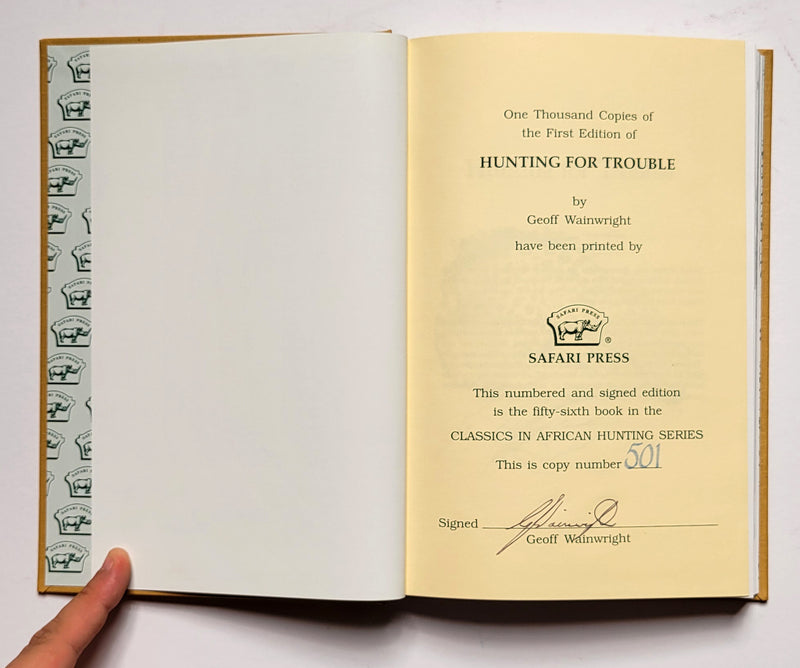 One Thousand Copies of
the First Edition of
HUNTING FOR TROUBLE
by
Geoff Wainwright
have been printed by
SAFARI PRESS
®
SAFARI PRESS
This numbered and signed edition
is the fifty-sixth book in the
CLASSICS IN AFRICAN HUNTING SERIES
This is copy number 501
Signed GWainwright
Geoff Wainwright